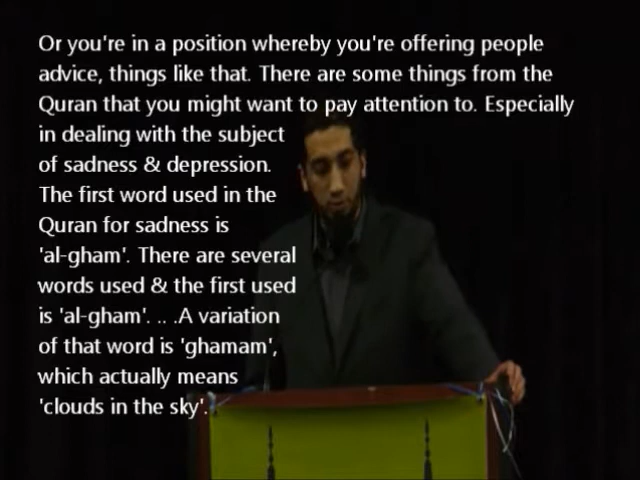 Or you're in a position whereby you're offering people
advice, things like that. There are some things from the
Quran that you might want to pay attention to. Especially
in dealing with the subject
of sadness & depression.
The first word used in the
Quran for sadness is
'al-gham'. There are several
words used & the first used
is 'al-gham'. .. .A variation
of that word is 'ghamam',
which actually means
'clouds in the sky'.